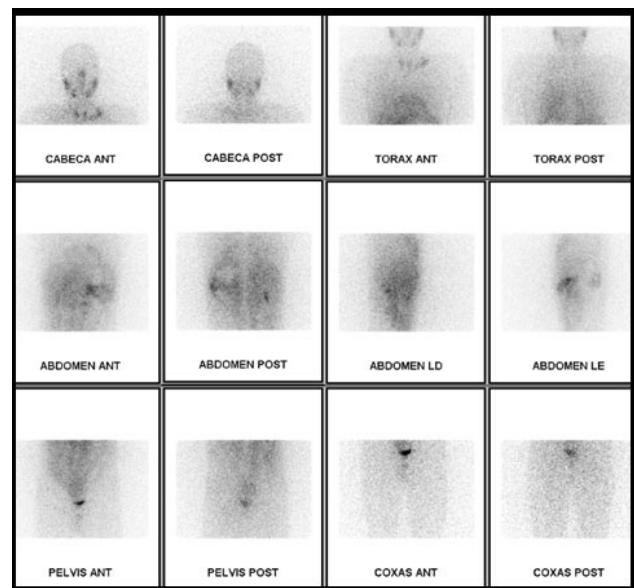 CABECA ANT
CABECA POST
TORAX ANT
TORAX POST
ABDOMEN ANT
ABDOMEN POST
ABDOMEN LD
ABDOMEN LE
PELVIS ANT
PELVIS POST
COXAS ANT
COXAS POST